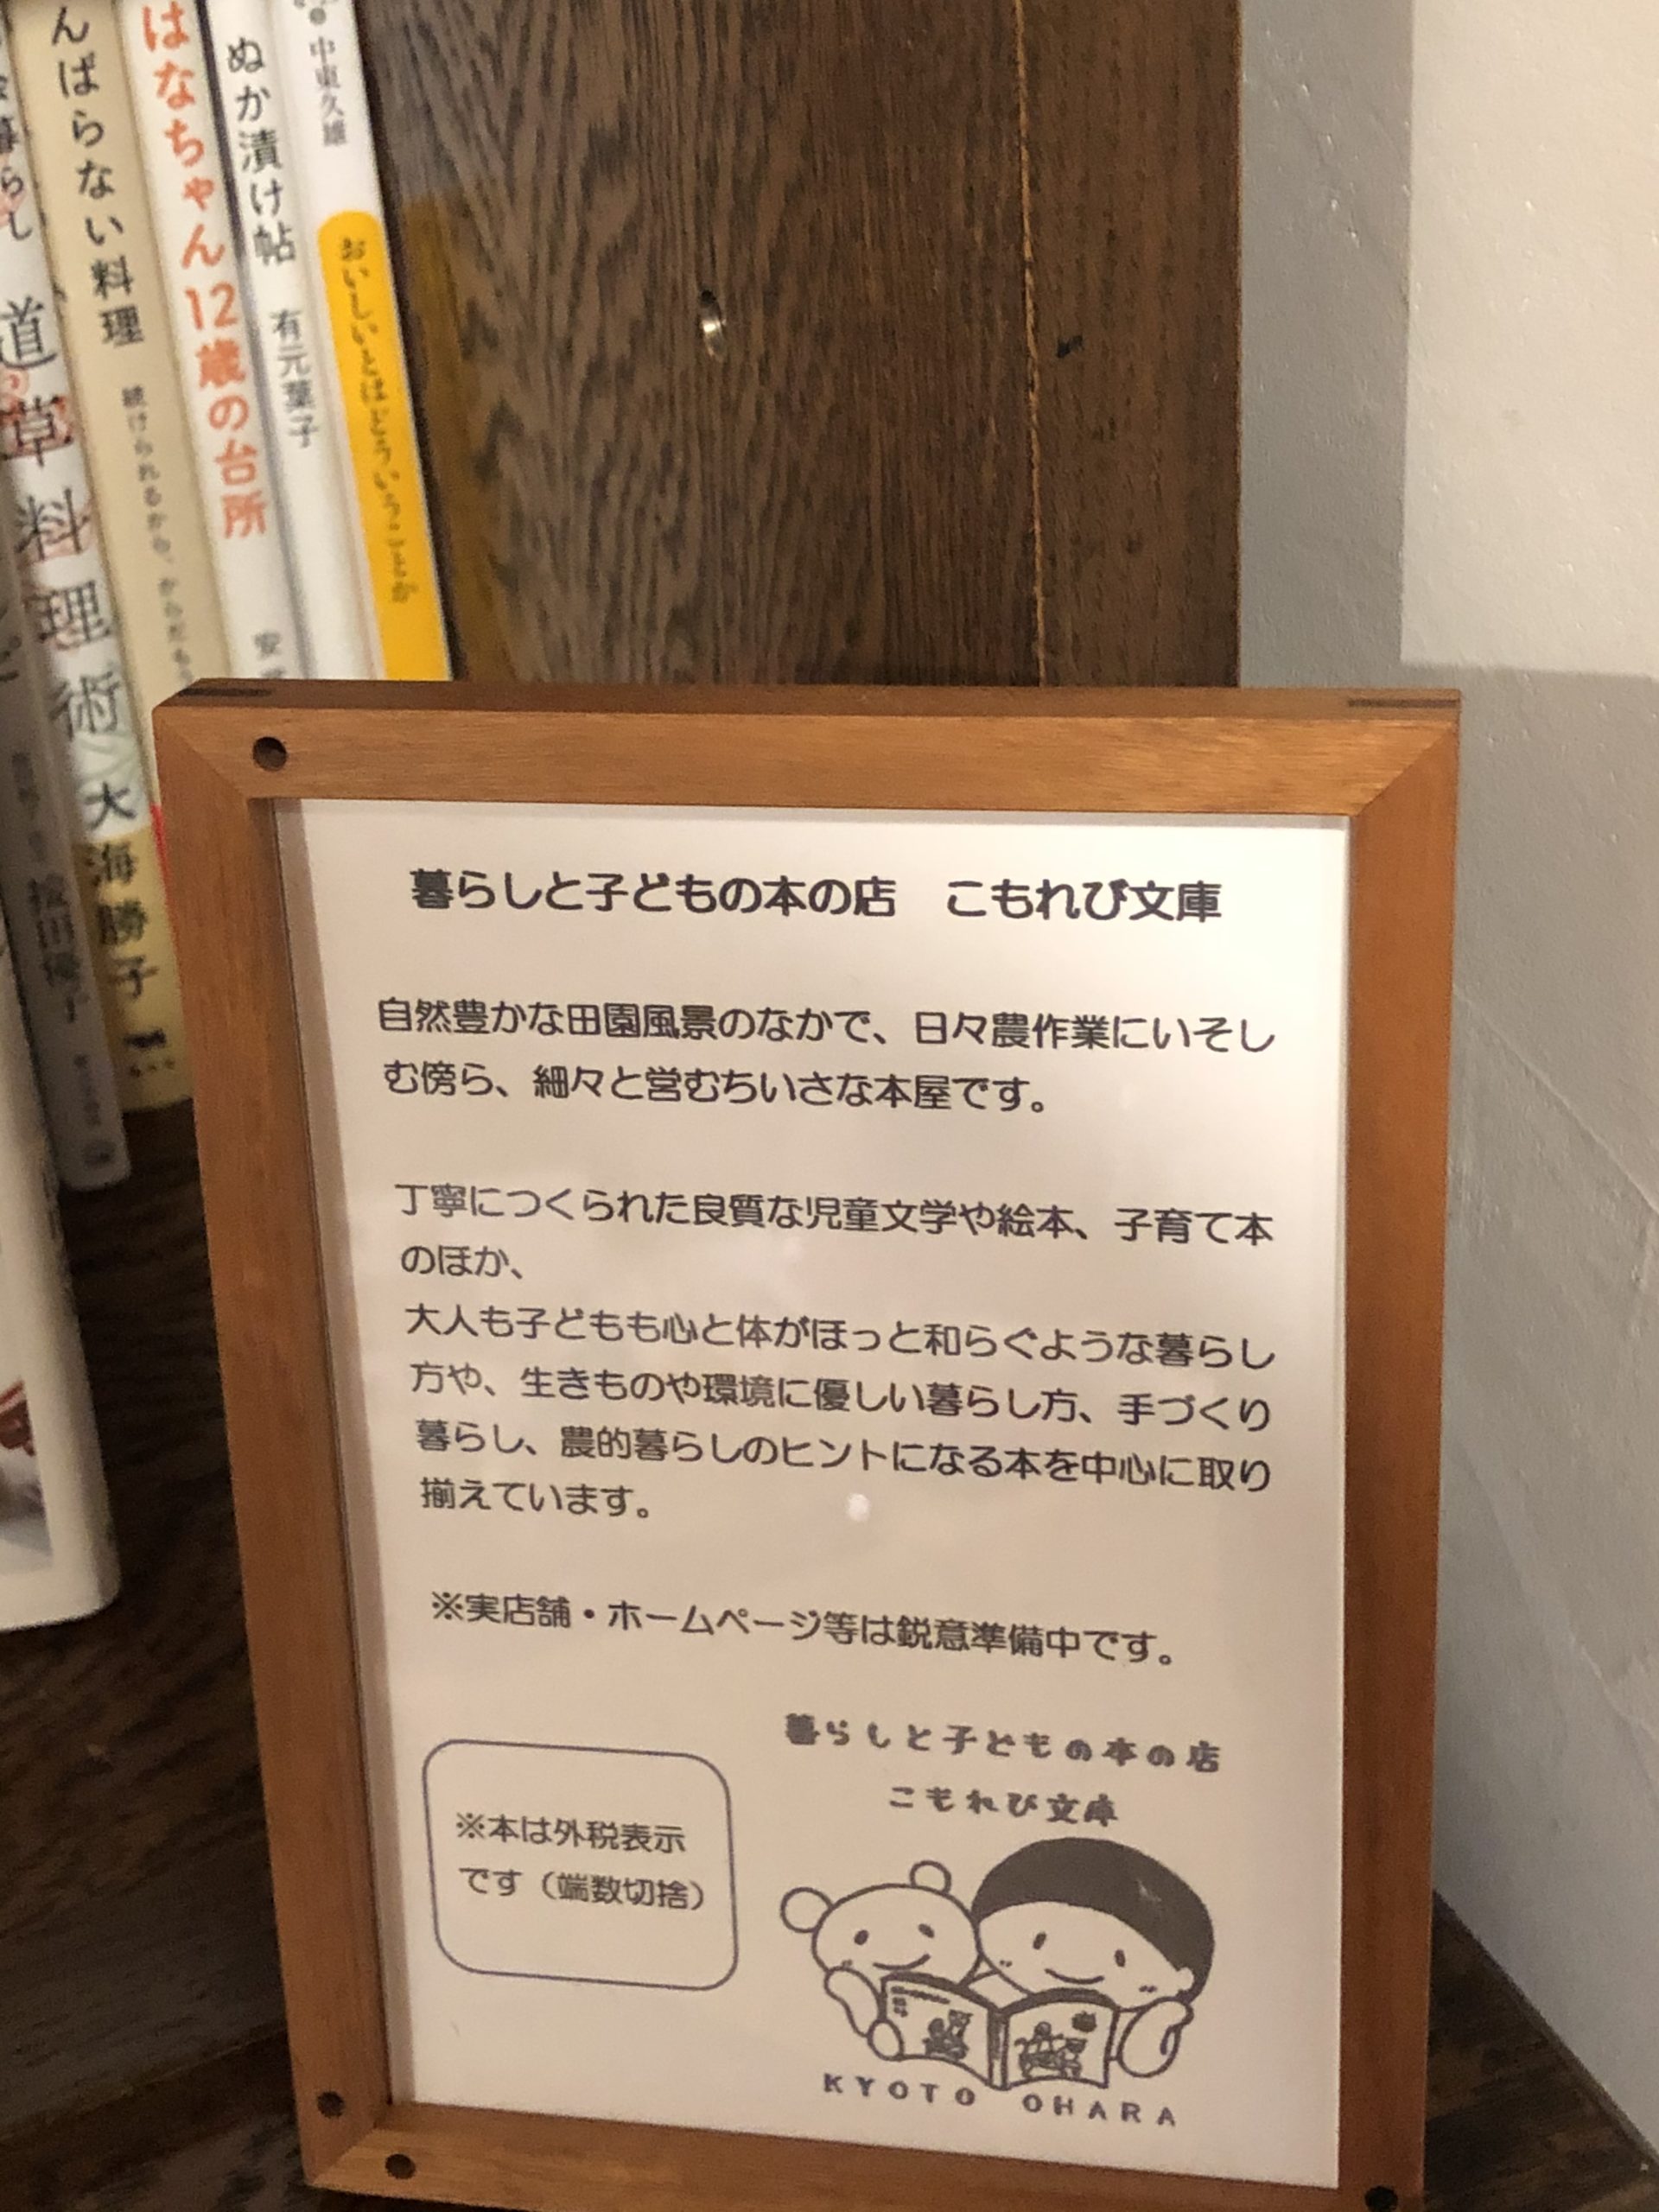 んばらない料理
はなちゃん12歳の台所
ぬか漬け帖 有元葉子
中東久雄
おいしいとはどういうことか
道草料理術 大海勝子
暮らしと子どもの本の店 こもれび文庫
自然豊かな田園風景のなかで、日々農作業にいそし
む傍ら、細々と営むちいさな本屋です。
丁寧につくられた良質な児童文学や絵本、子育て本
のほか、
大人も子どもも心と体がほっと和らぐような暮らし
方や、生きものや環境に優しい暮らし方、手づくり
暮らし、農的暮らしのヒントになる本を中心に取り
揃えています。
※実店舗・ホームページ等は鋭意準備中です。
※本は外税表示
です（端数切捨）
暮らしと子どもの本の店
こもれび文庫
KYOTO OHARA